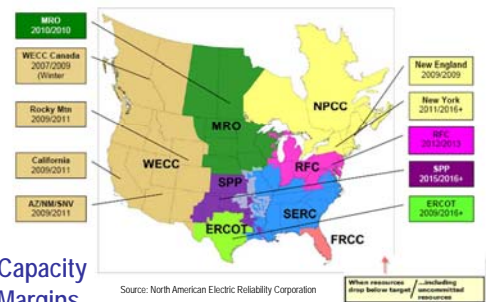 MRO
2010/2010
WECC Canada
2007/2009
(Winter
Rocky Mtn
2009/2011
California
2009/2011
AZ/NM/SNV
2009/2011
WECC
MRO
SPP
ERCOT
NPCC
RFC
SERC
FRCC
New England
2009/2009
New York
2011/2016+
RFC
2012/2013
SPP
2015/2016+
ERCOT
2009/2016+
When resources
drop below target
...including
uncommitted
resources
Capacity
Margins
Source: North American Electric Reliability Corporation